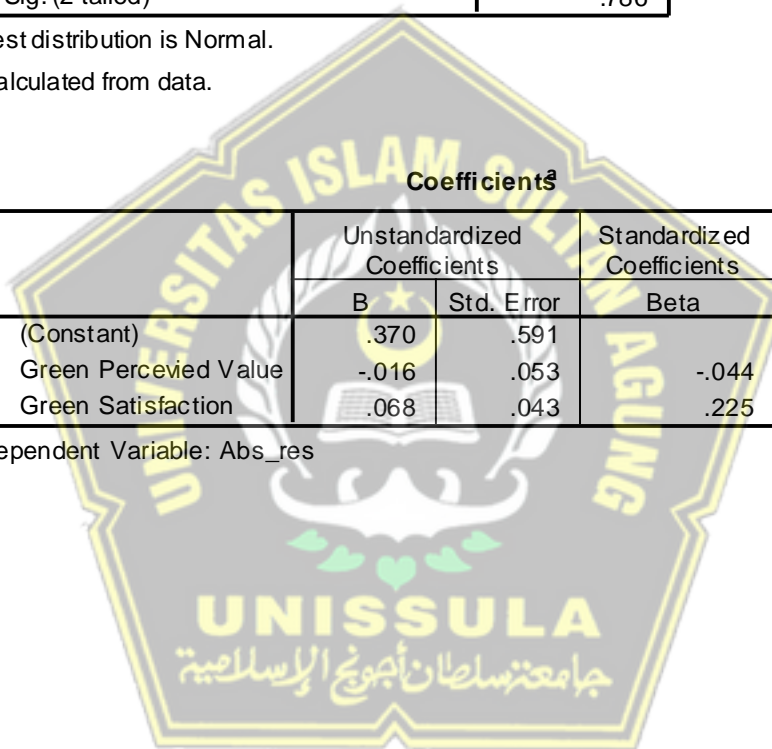 Sig. (2-tailed)
est distribution is Normal.
alculated from data.
Coefficientsa
Unstandardized Standardized
Coefficients Coefficients
B Std. Error Beta
(Constant) .370 .591
Green Percevied Value -.016 .053 -.044
Green Satisfaction .068 .043 .225
ependent Variable: Abs_res
UNIVERSITAS ISLAM SULTAN AGUNG
UNISSULA
جامعة سلطان أجونج الإسلامية